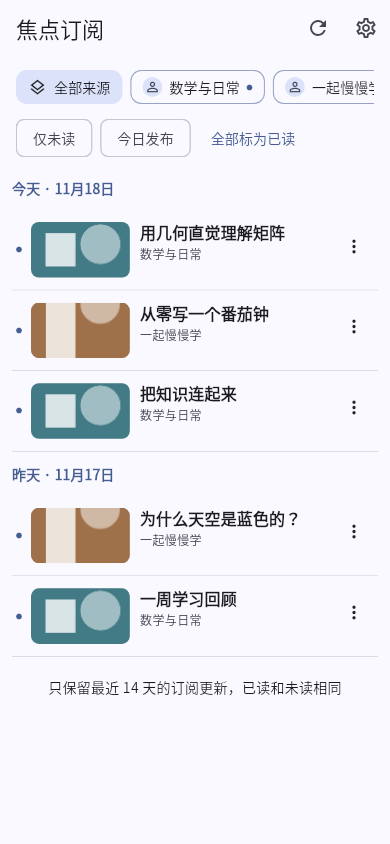 焦点订阅
全部来源 数学与日常 一起慢慢
仅未读 今日发布 全部标为已读
今天 · 11月18日
用几何直觉理解矩阵
数学与日常
从零写一个番茄钟
一起慢慢学
把知识连起来
数学与日常
昨天 · 11月17日
为什么天空是蓝色的？
一起慢慢学
一周学习回顾
数学与日常
只保留最近 14 天的订阅更新，已读和未读相同